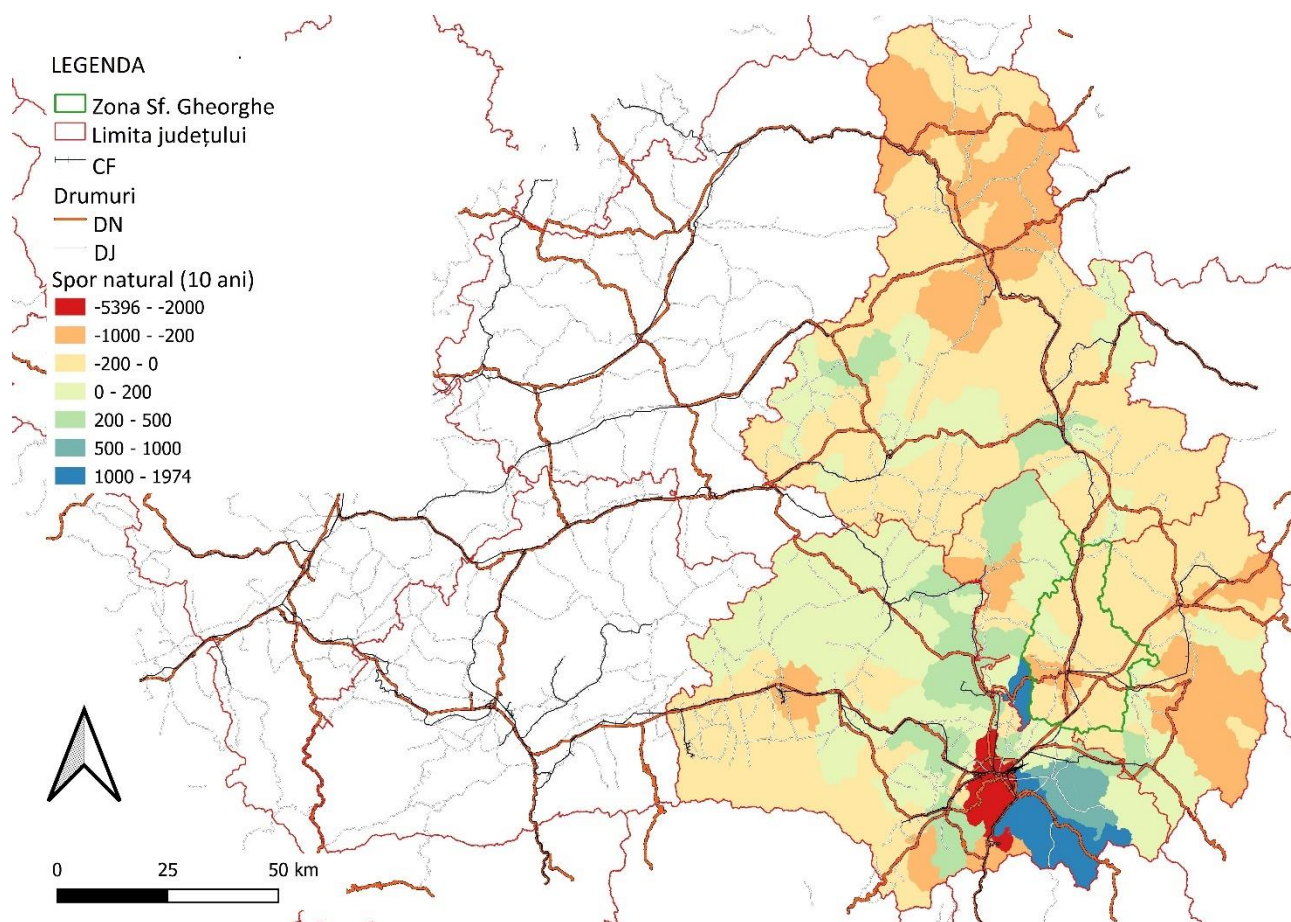 LEGENDA
Zona Sf. Gheorghe
Limita județului
CF
Drumuri
DN
DJ
Spor natural (10 ani)
-5396 - -2000
-1000 - -200
-200 - 0
0 - 200
200 - 500
500 - 1000
1000 - 1974
0 25 50 km